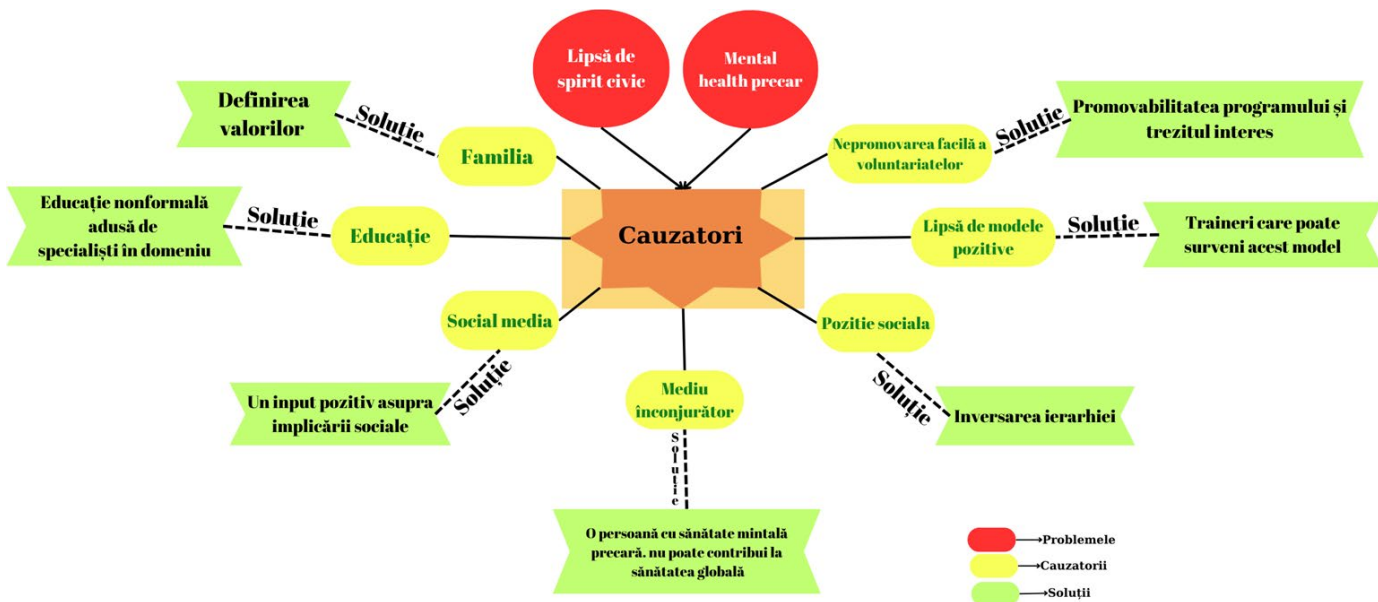 Lipsă de
spirit civic
Mental
health precar
Definirea
valorilor
Soluție
Familia
Nepromovarea facilă a
voluntariatelor
Soluție
Promovabilitatea programului și
trezitul interes
Educație nonformală
adusă de
specialiști în domeniu
Soluție
Educație
Cauzatori
Lipsă de modele
pozitive
Soluție
Traineri care poate
surveni acest model
Social media
Soluție
Un input pozitiv asupra
implicării sociale
Mediu
înconjurător
Soluție
O persoană cu sănătate mintală
precară. nu poate contribui la
sănătatea globală
Pozitie sociala
Soluție
Inversarea ierarhiei
Problemele
Cauzatorii
Soluții